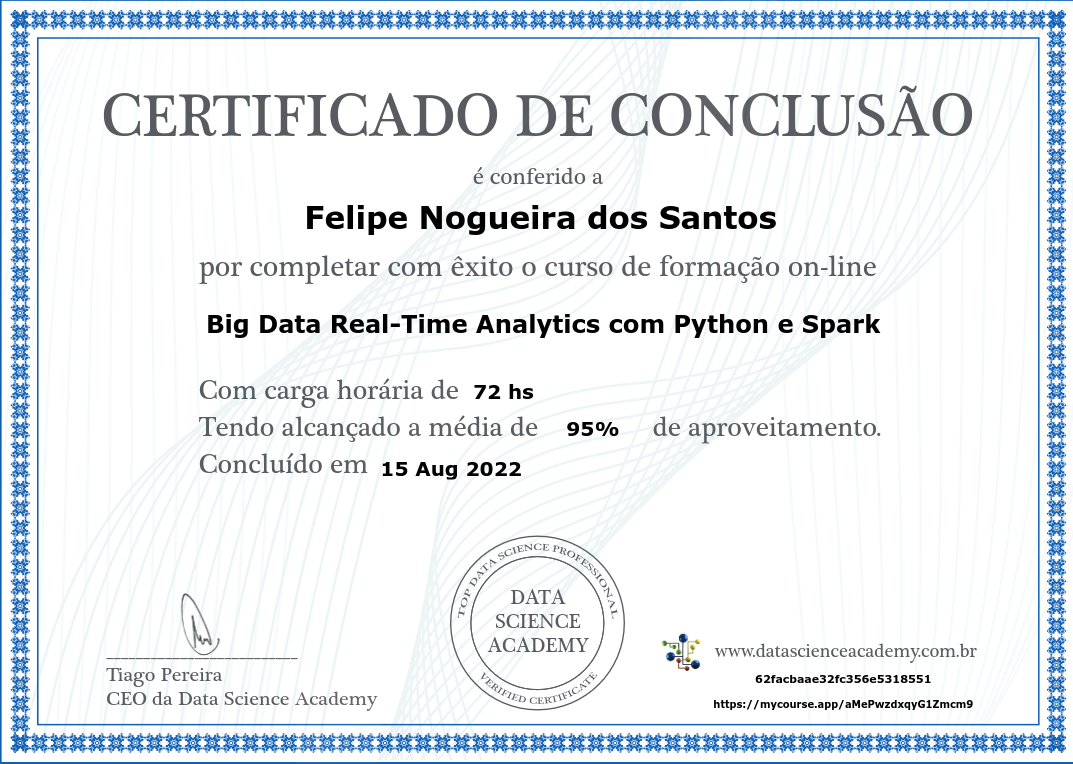 CERTIFICADO DE CONCLUSÃO
é conferido a
Felipe Nogueira dos Santos
por completar com êxito o curso de formação on-line
Big Data Real-Time Analytics com Python e Spark
Com carga horária de 72 hs
Tendo alcançado a média de 95% de aproveitamento.
Concluído em 15 Aug 2022
TOP DATA SCIENCE PROFESSIONAL
DATA
SCIENCE
ACADEMY
VERIFIED CERTIFICATE
Tiago Pereira
CEO da Data Science Academy
www.datascienceacademy.com.br
62facbaae32fc356e5318551
https://mycourse.app/aMePwzdxqyG1Zmcm9